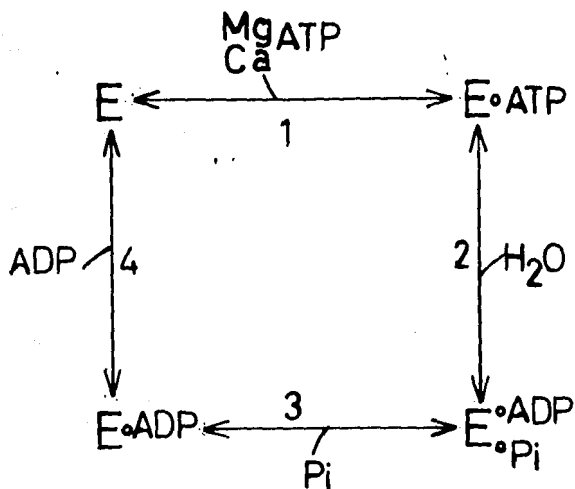 Mg
Ca ATP
E E∘ATP
1
ADP 4 2 H2O
3
E∘ADP E∘ADP
∘Pi
Pi